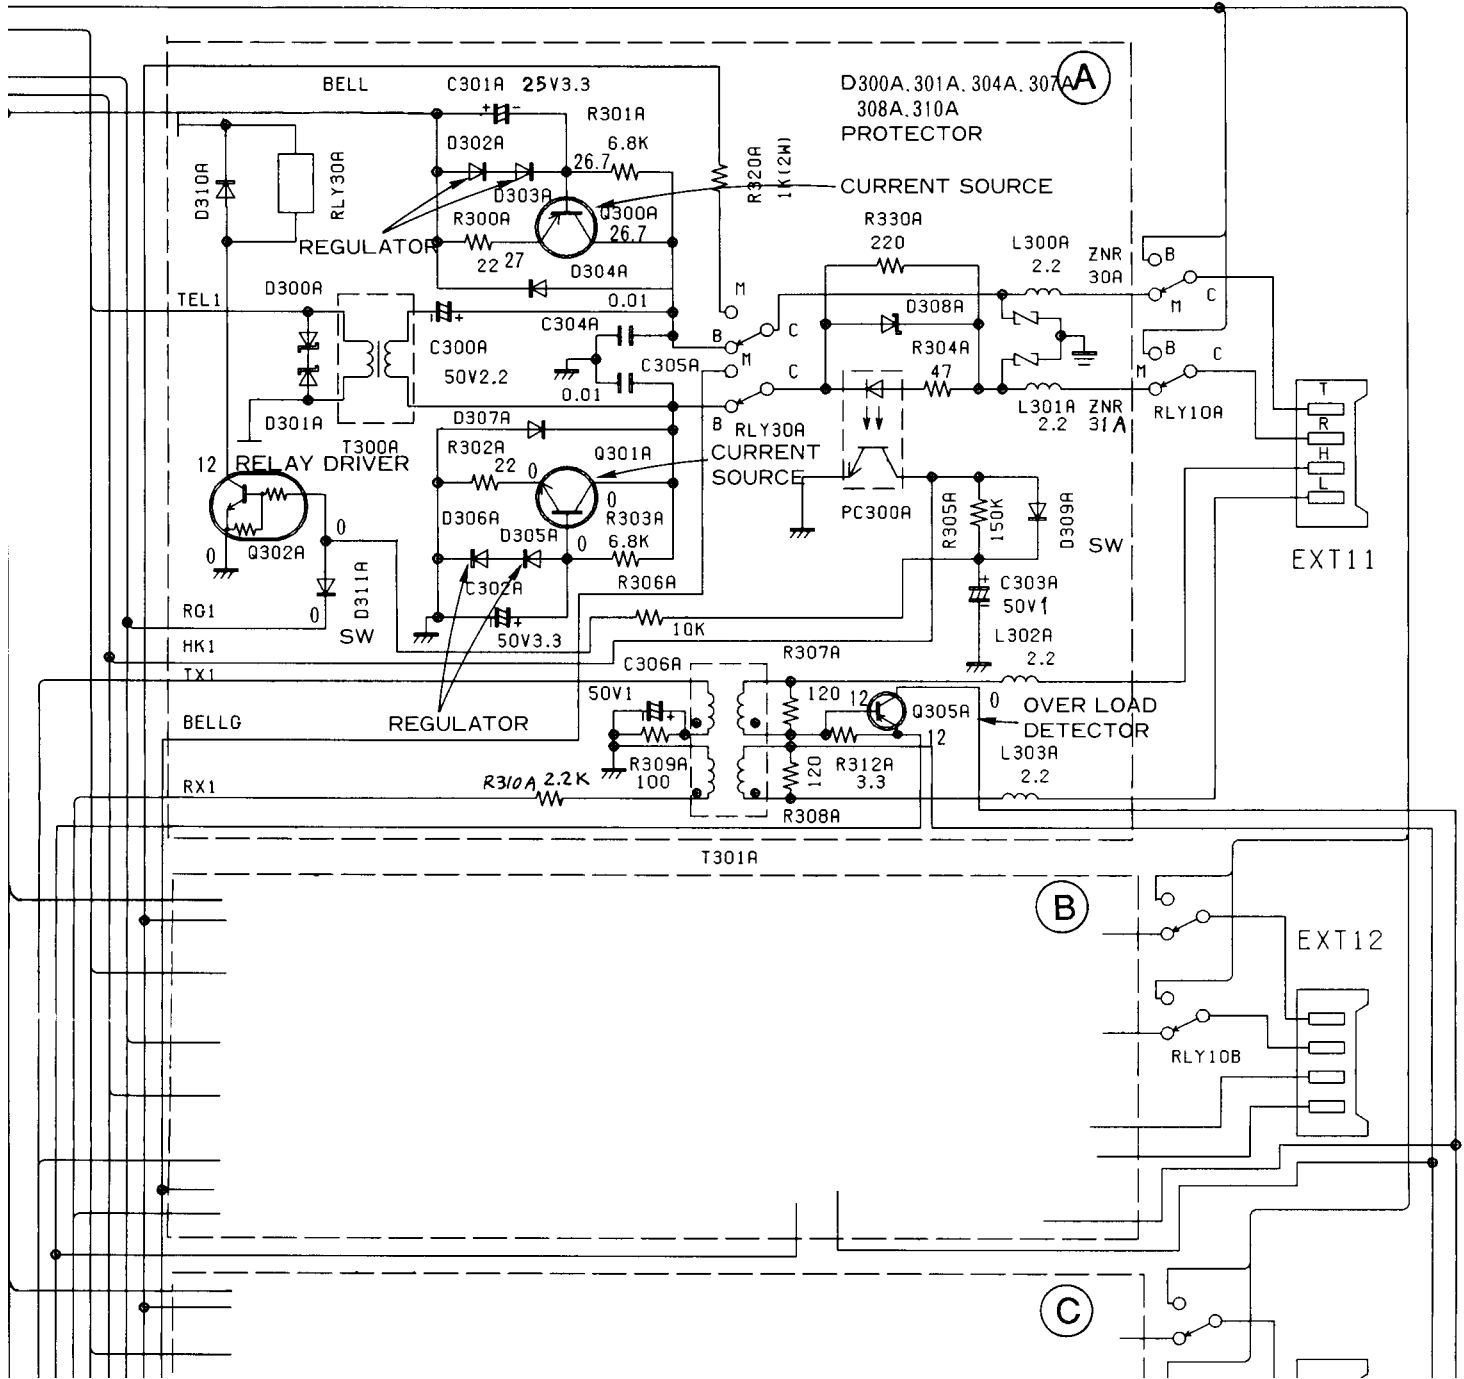 BELL
C301A 25V3.3
R301A
6.8K
D300A. 301A. 304A. 307A
308A. 310A
PROTECTOR
A
D302A
26.7
D303A
D310A
RLY30A
R320A
1K(2W)
CURRENT SOURCE
R300A
22 27
Q300A
26.7
REGULATOR
R330A
220
L300A
2.2
ZNR
30A
B
M
C
D304A
0.01
TEL1
D300A
C300A
50V2.2
C304A
C305A
0.01
M
B
C
M
B
C
RLY30A
D308A
R304A
47
L301A
2.2
ZNR
31A
B
M
C
RLY10A
T
R
H
L
EXT11
D301A
T300A
D307A
R302A
22
0
Q301A
0
CURRENT
SOURCE
12 RELAY DRIVER
0
Q302A
0
D311A
0
SW
D306A
D305A
0
R303A
6.8K
C302A
50V3.3
R306A
10K
PC300A
R305A
150K
D309A
SW
C303A
50V1
RG1
HK1
TX1
BELLG
RX1
REGULATOR
C306A
50V1
R309A
100
R310A 2.2K
R307A
120
12
Q305A
12
0
OVER LOAD
DETECTOR
L302A
2.2
L303A
2.2
R312A
3.3
120
R308A
T301A
B
EXT12
RLY10B
C